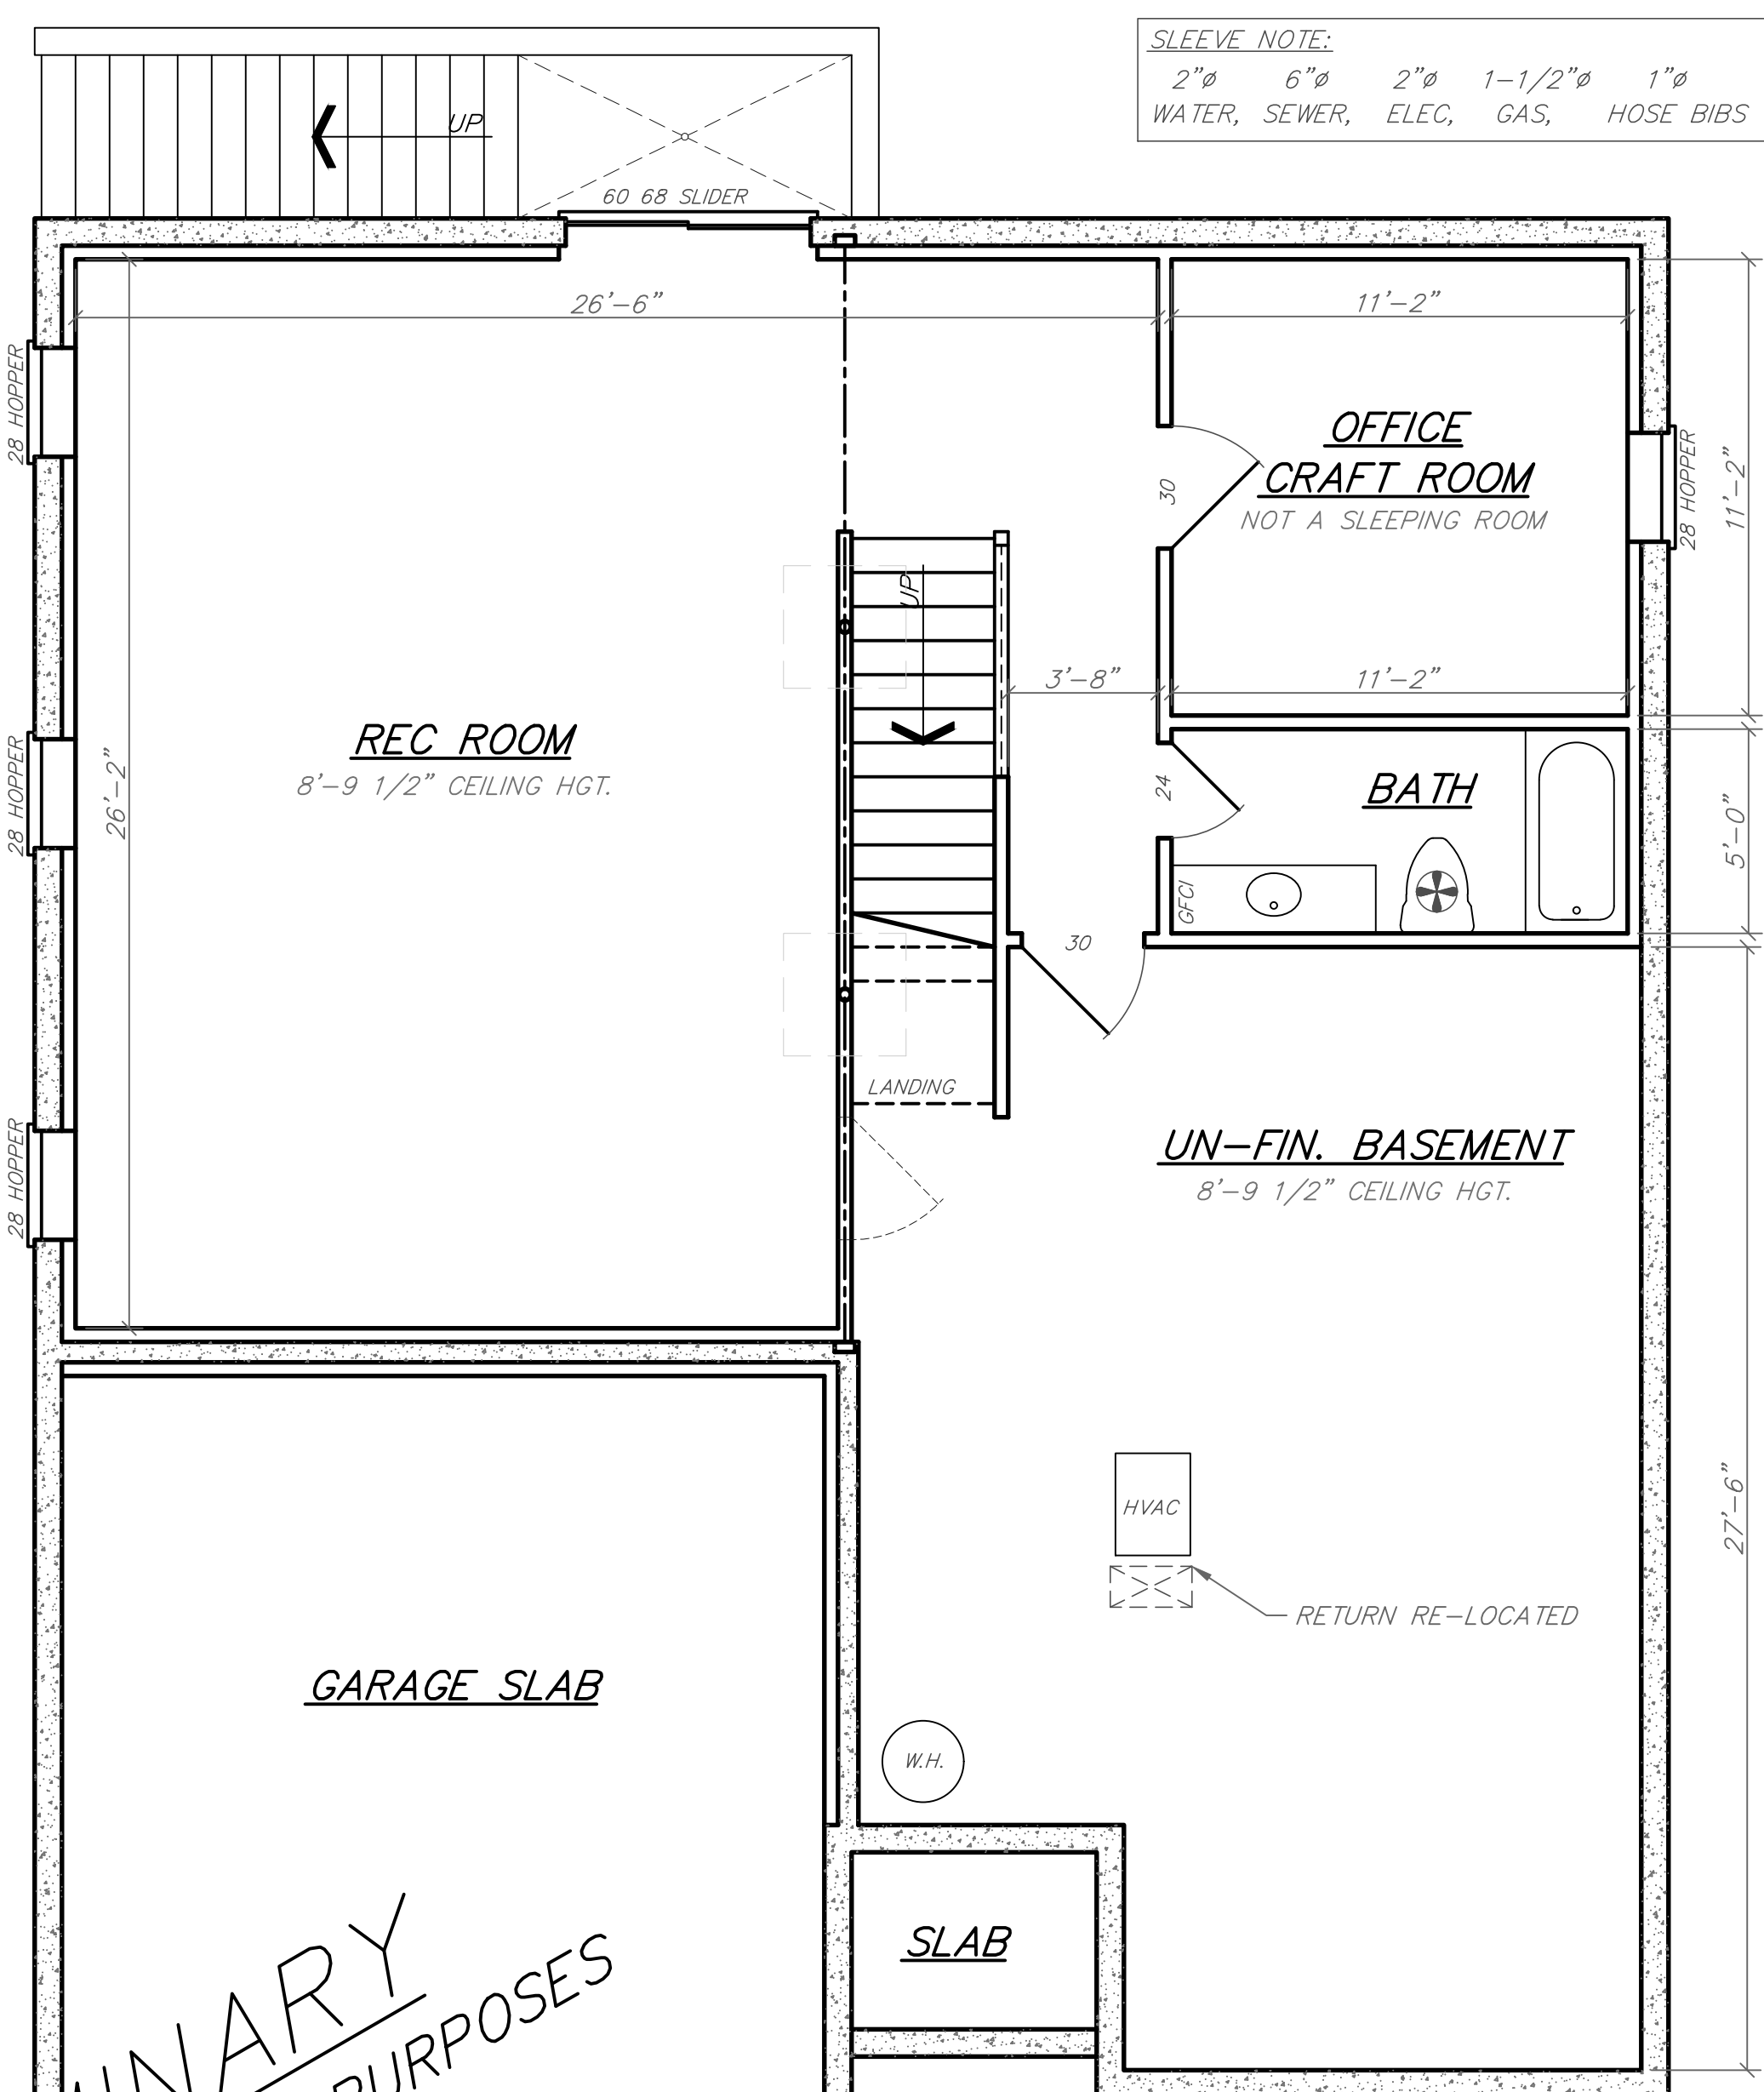 SLEEVE NOTE:
2"ø 6"ø 2"ø 1-1/2"ø 1"ø
WATER, SEWER, ELEC, GAS, HOSE BIBS
UP
60 68 SLIDER
26'-6"
11'-2"
28 HOPPER
OFFICE
CRAFT ROOM
NOT A SLEEPING ROOM
30
28 HOPPER
11'-2"
UP
3'-8"
11'-2"
REC ROOM
8'-9 1/2" CEILING HGT.
26'-2"
28 HOPPER
24
BATH
5'-0"
GFCI
30
LANDING
28 HOPPER
UN-FIN. BASEMENT
8'-9 1/2" CEILING HGT.
HVAC
27'-6"
RETURN RE-LOCATED
GARAGE SLAB
W.H.
SLAB
NARY
PURPOSES